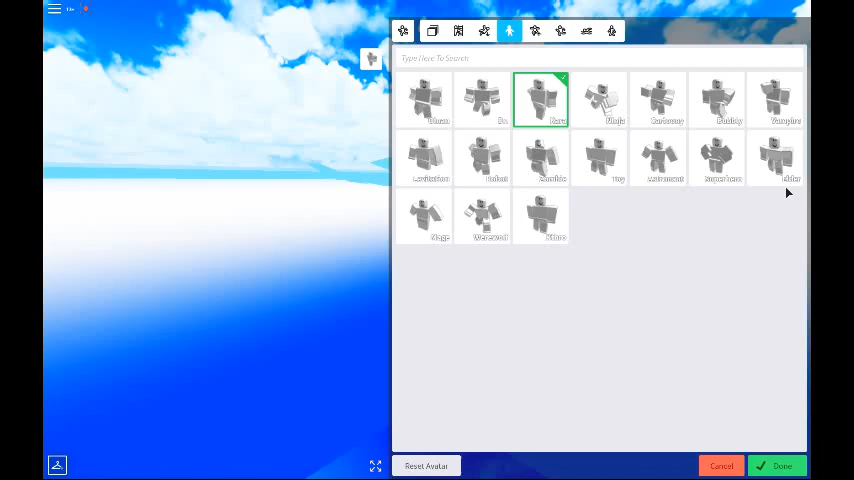 Type Here To Search
Ninja
Cartoony
Bubbly
Vampire
Levitation
Robot
Zombie
Toy
Astronaut
Superhero
Elder
Mage
Werewolf
Reset Avatar
Cancel
Done